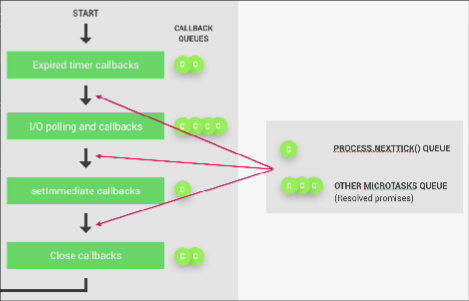 START
CALLBACK
QUEUES
Expired timer callbacks
C C
I/O polling and callbacks
C C C C
C
PROCESS.NEXTTICK() QUEUE
setImmediate callbacks
C
C C C
OTHER MICROTASKS QUEUE
(Resolved promises)
Close callbacks
C C